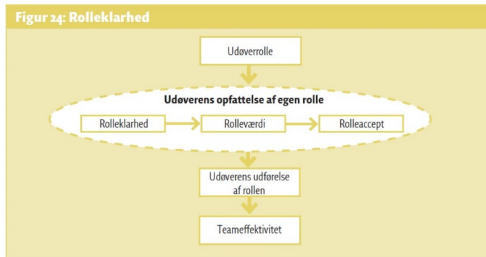 Figur 24: Rolleklarhed
Udøverrolle
Udøverens opfattelse af egen rolle
Rolleklarhed
Rolleværdi
Rolleaccept
Udøverens udførelse
af rollen
Teameffektivitet